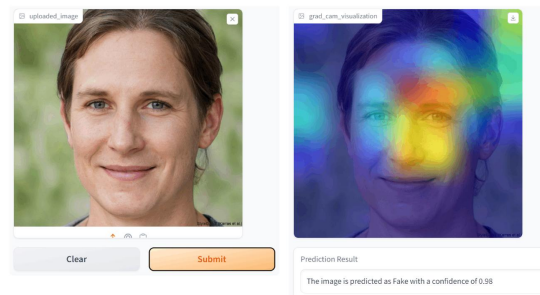 uploaded_image
grad_cam_visualization
Clear
Submit
Prediction Result
The image is predicted as Fake with a confidence of 0.98